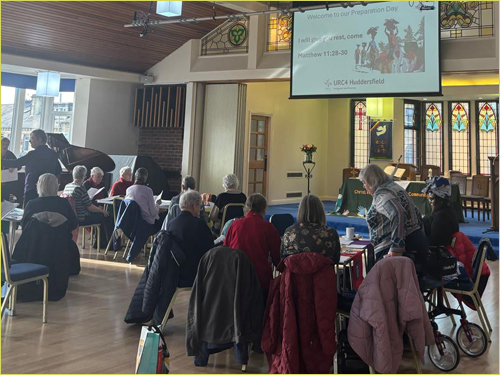 Welcome to our Preparation Day
I will give you rest, come
Matthew 11:28-30
URC4 Huddersfield